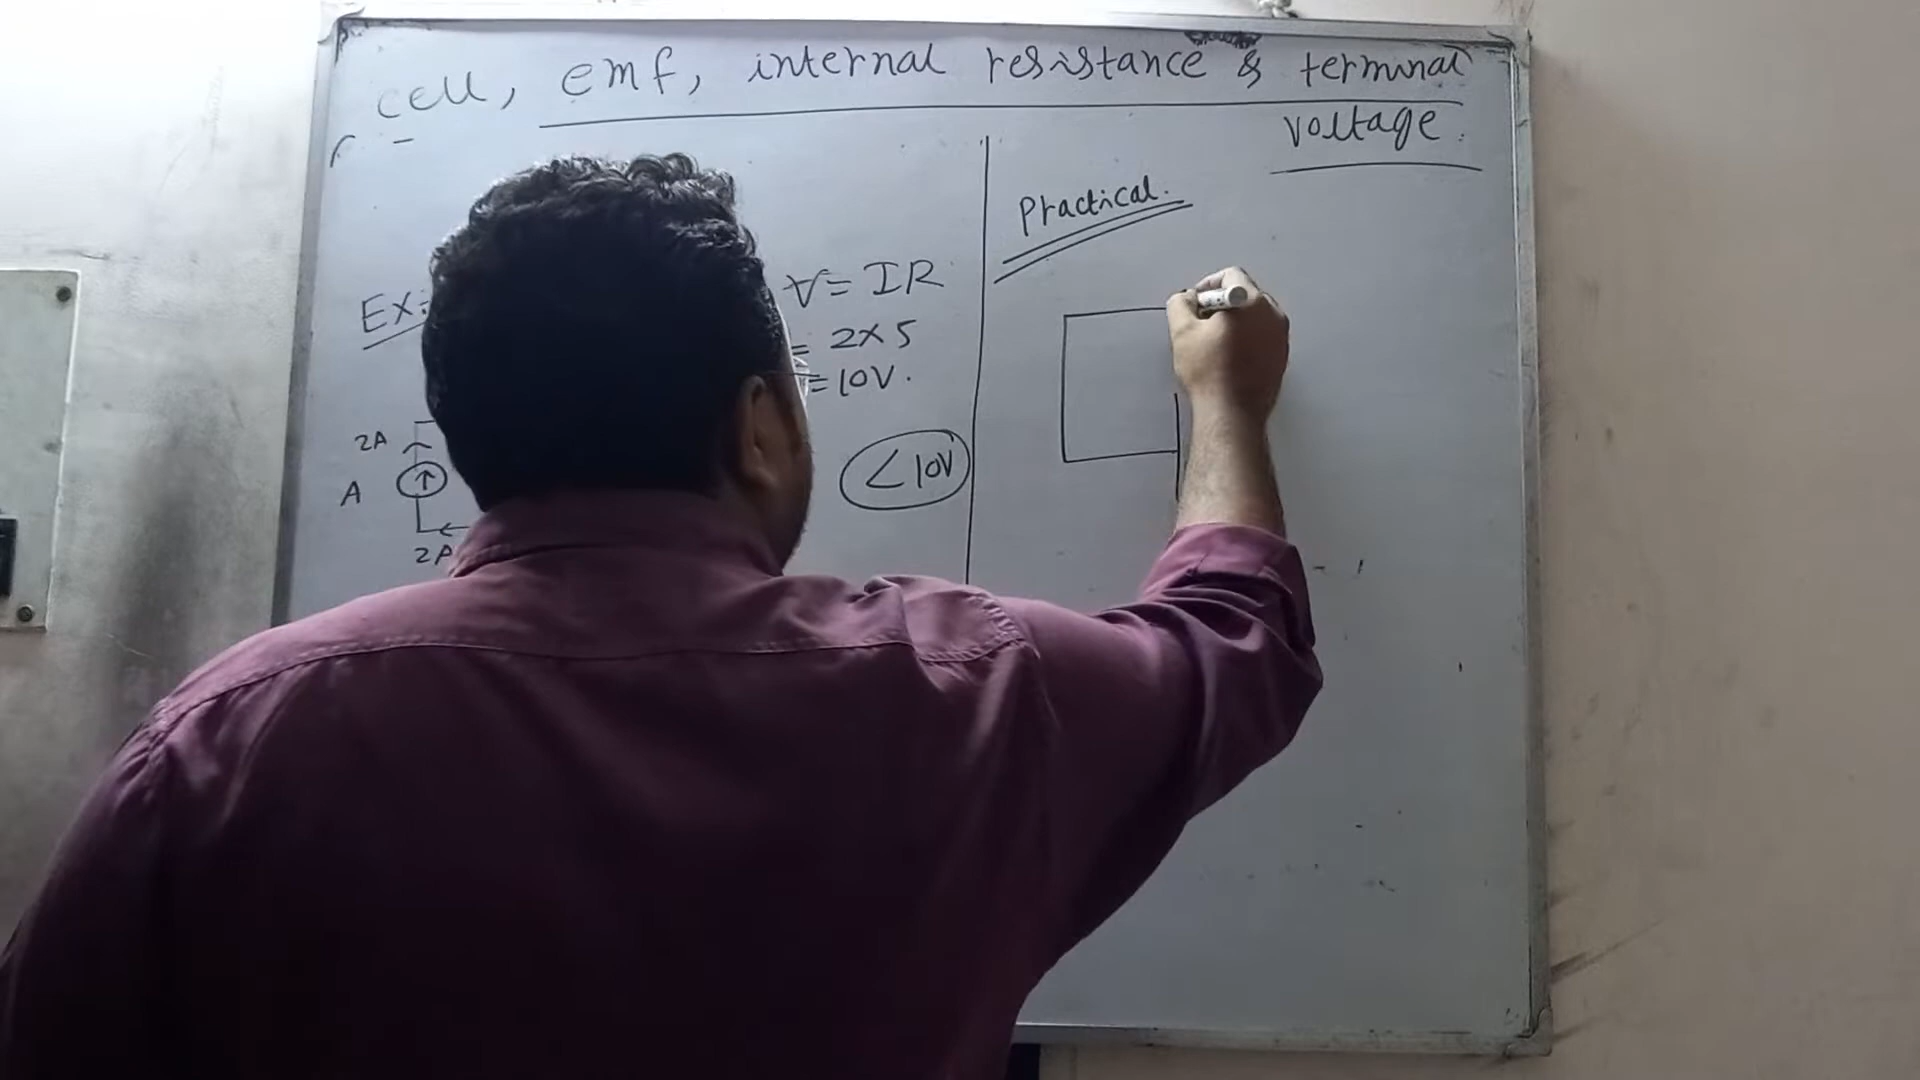 cell, emf, internal resistance & terminal
voltage.
Ex:
V = IR
= 2 x 5
= 10V.
<10V
2A
A
2A
Practical.